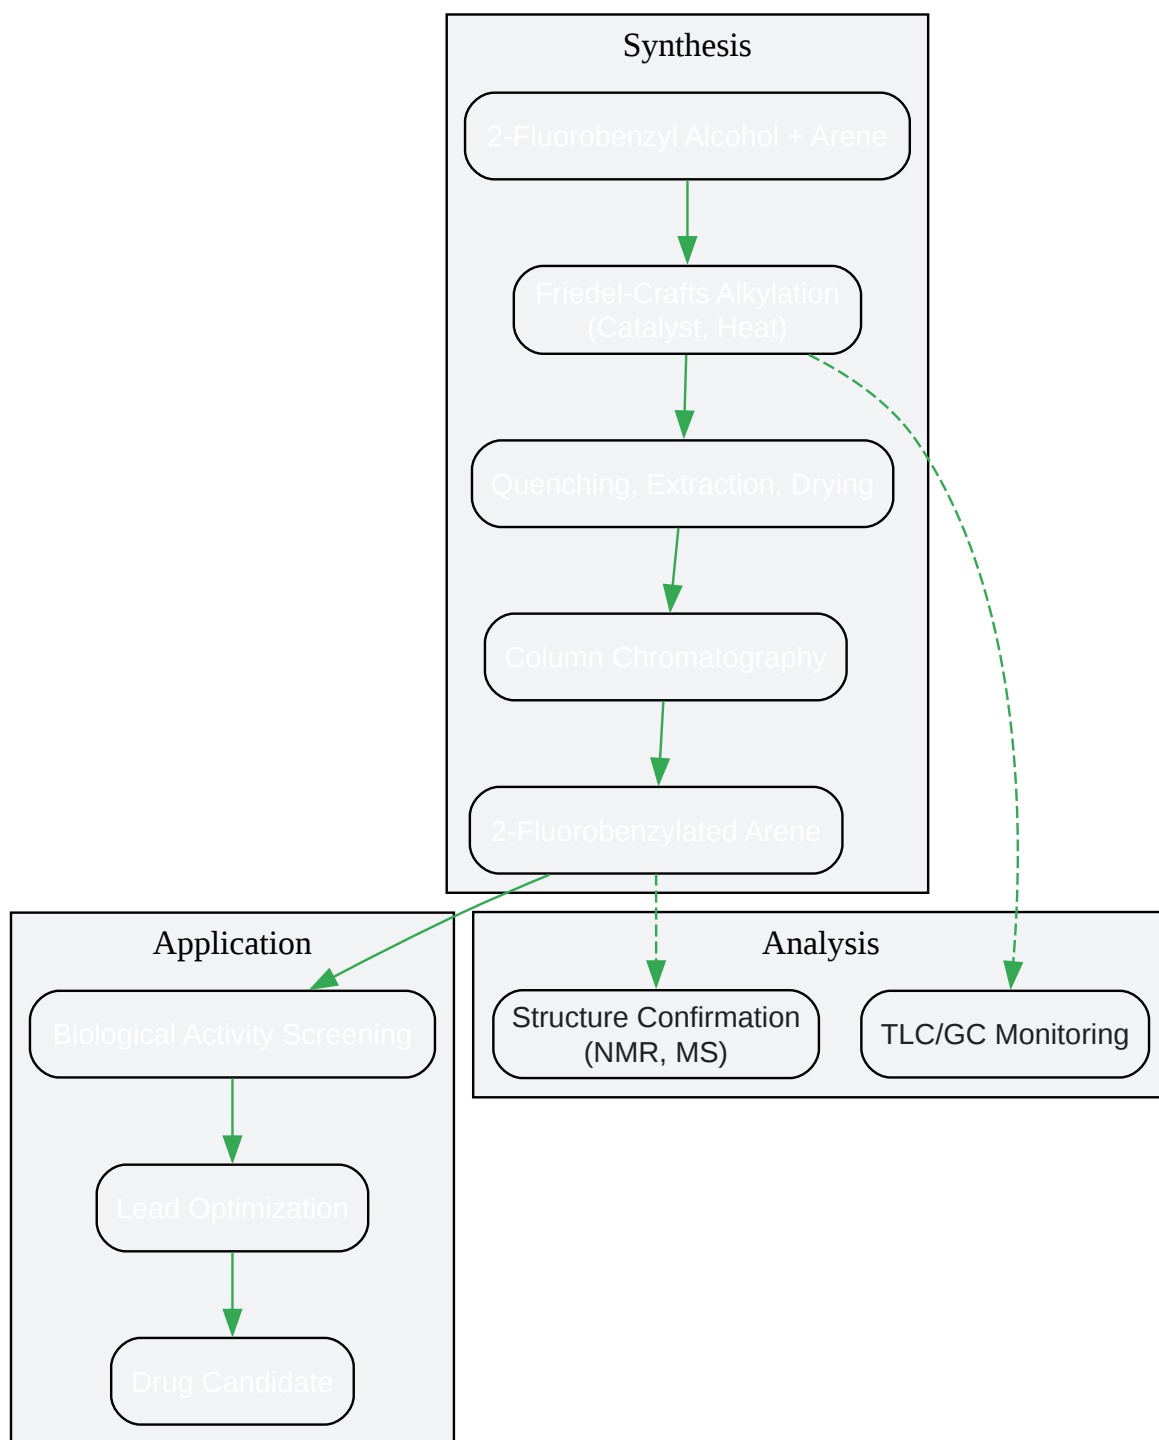 Synthesis
2-Fluorobenzyl Alcohol + Arene
Friedel-Crafts Alkylation
(Catalyst, Heat)
Quenching, Extraction, Drying
Column Chromatography
2-Fluorobenzylated Arene
Application
Biological Activity Screening
Lead Optimization
Drug Candidate
Analysis
Structure Confirmation
(NMR, MS)
TLC/GC Monitoring